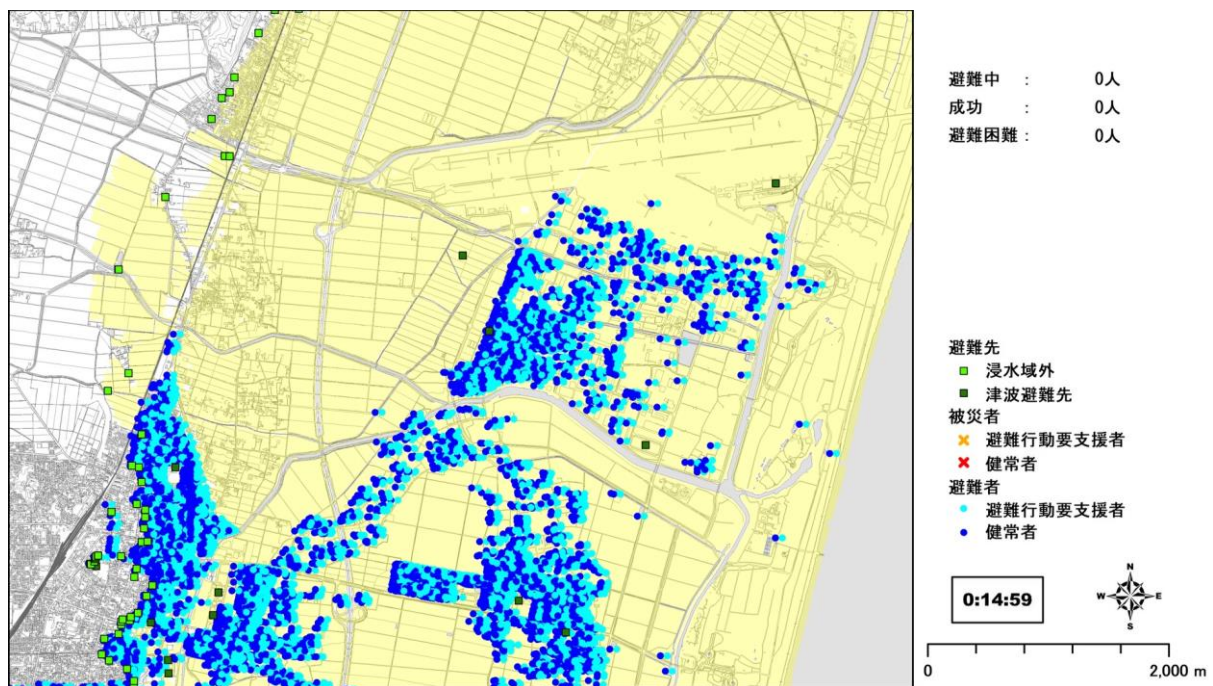 避難中 : 0人
成功 : 0人
避難困難 : 0人
避難先
浸水域外
津波避難先
被災者
避難行動要支援者
健常者
避難者
避難行動要支援者
健常者
0:14:59
N
W E
S
0 2,000 m